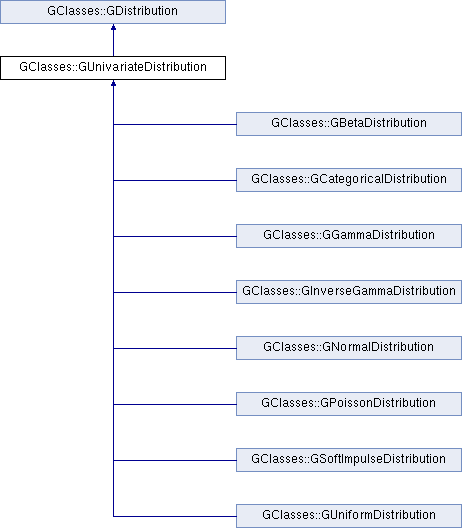 GClasses::GDistribution
GClasses::GUnivariateDistribution
GClasses::GBetaDistribution
GClasses::GCategoricalDistribution
GClasses::GGammaDistribution
GClasses::GInverseGammaDistribution
GClasses::GNormalDistribution
GClasses::GPoissonDistribution
GClasses::GSoftImpulseDistribution
GClasses::GUniformDistribution